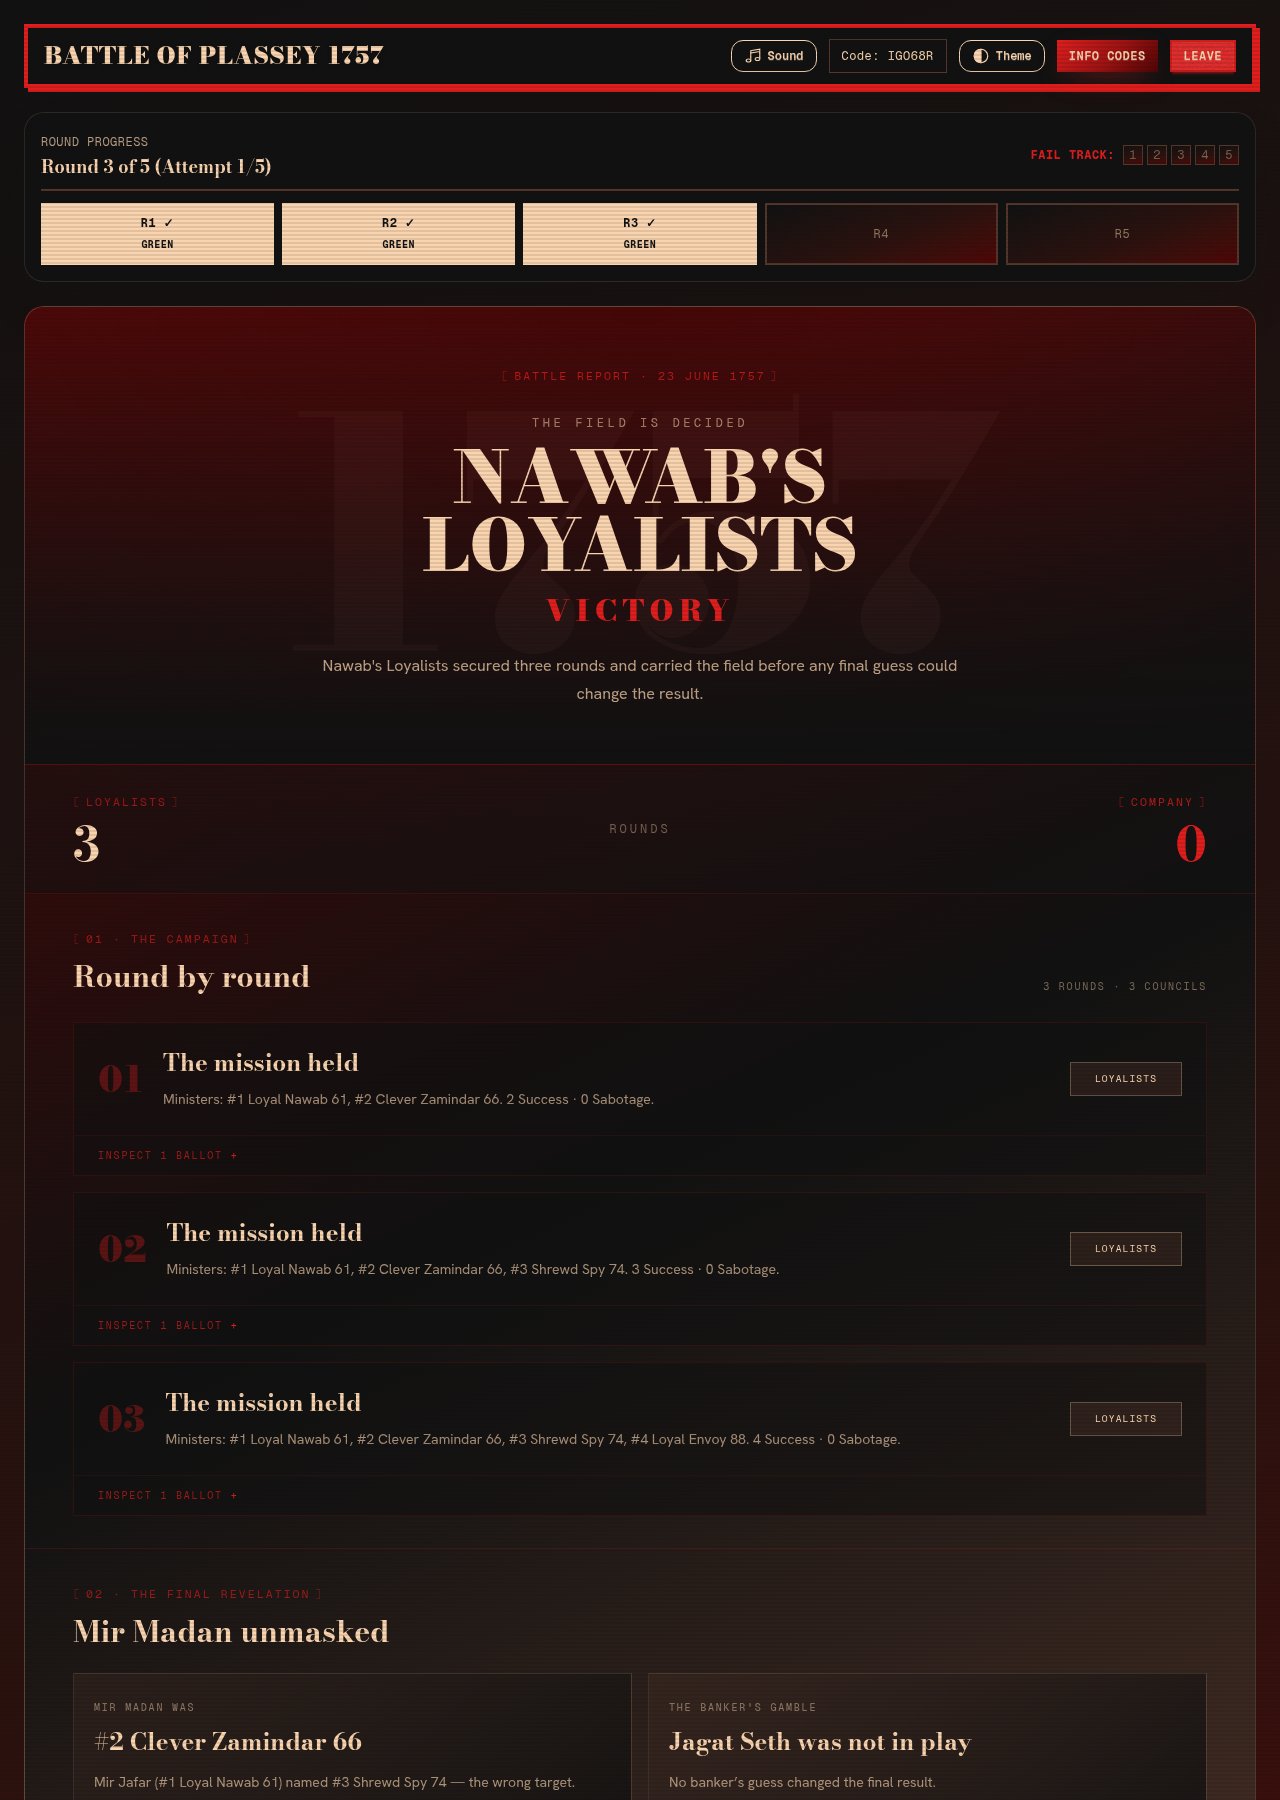 BATTLE OF PLASSEY 1757
Sound
Code: IGO68R
Theme
INFO CODES
LEAVE
ROUND PROGRESS
Round 3 of 5 (Attempt 1/5)
FAIL TRACK: 1 2 3 4 5
R1 ✓
GREEN
R2 ✓
GREEN
R3 ✓
GREEN
R4
R5
1757
[ BATTLE REPORT · 23 JUNE 1757 ]
THE FIELD IS DECIDED
NAWAB'S
LOYALISTS
VICTORY
Nawab's Loyalists secured three rounds and carried the field before any final guess could
change the result.
[ LOYALISTS ]
3
ROUNDS
[ COMPANY ]
0
[ 01 · THE CAMPAIGN ]
Round by round
3 ROUNDS · 3 COUNCILS
01
The mission held
Ministers: #1 Loyal Nawab 61, #2 Clever Zamindar 66. 2 Success · 0 Sabotage.
LOYALISTS
INSPECT 1 BALLOT +
02
The mission held
Ministers: #1 Loyal Nawab 61, #2 Clever Zamindar 66, #3 Shrewd Spy 74. 3 Success · 0 Sabotage.
LOYALISTS
INSPECT 1 BALLOT +
03
The mission held
Ministers: #1 Loyal Nawab 61, #2 Clever Zamindar 66, #3 Shrewd Spy 74, #4 Loyal Envoy 88. 4 Success · 0 Sabotage.
LOYALISTS
INSPECT 1 BALLOT +
[ 02 · THE FINAL REVELATION ]
Mir Madan unmasked
MIR MADAN WAS
#2 Clever Zamindar 66
Mir Jafar (#1 Loyal Nawab 61) named #3 Shrewd Spy 74 — the wrong target.
THE BANKER'S GAMBLE
Jagat Seth was not in play
No banker’s guess changed the final result.